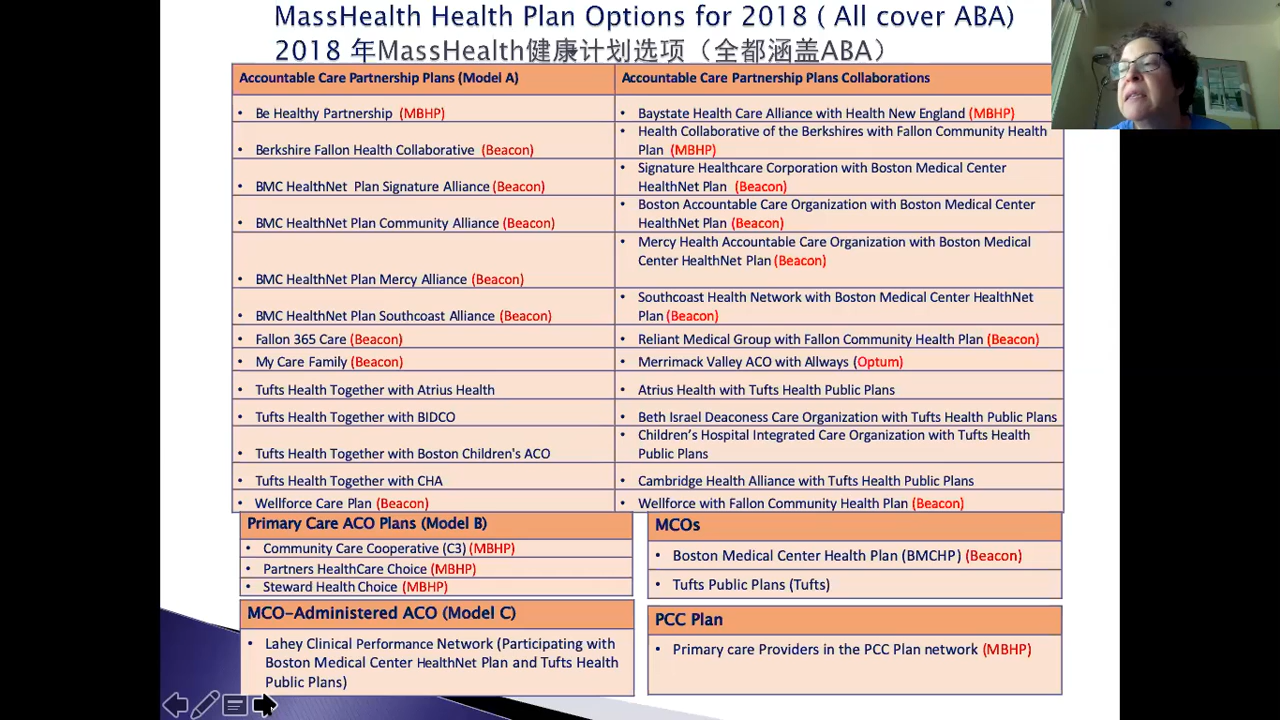 MassHealth Health Plan Options for 2018 ( All cover ABA)
2018 年MassHealth健康计划选项（全都涵盖ABA）
Accountable Care Partnership Plans (Model A)
Accountable Care Partnership Plans Collaborations
• Be Healthy Partnership (MBHP)
• Baystate Health Care Alliance with Health New England (MBHP)
• Berkshire Fallon Health Collaborative (Beacon)
• Health Collaborative of the Berkshires with Fallon Community Health
Plan (MBHP)
• BMC HealthNet Plan Signature Alliance (Beacon)
• Signature Healthcare Corporation with Boston Medical Center
HealthNet Plan (Beacon)
• BMC HealthNet Plan Community Alliance (Beacon)
• Boston Accountable Care Organization with Boston Medical Center
HealthNet Plan (Beacon)
• BMC HealthNet Plan Mercy Alliance (Beacon)
• Mercy Health Accountable Care Organization with Boston Medical
Center HealthNet Plan (Beacon)
• BMC HealthNet Plan Southcoast Alliance (Beacon)
• Southcoast Health Network with Boston Medical Center HealthNet
Plan (Beacon)
• Fallon 365 Care (Beacon)
• Reliant Medical Group with Fallon Community Health Plan (Beacon)
• My Care Family (Beacon)
• Merrimack Valley ACO with Allways (Optum)
• Tufts Health Together with Atrius Health
• Atrius Health with Tufts Health Public Plans
• Tufts Health Together with BIDCO
• Beth Israel Deaconess Care Organization with Tufts Health Public Plans
• Tufts Health Together with Boston Children's ACO
• Children’s Hospital Integrated Care Organization with Tufts Health
Public Plans
• Tufts Health Together with CHA
• Cambridge Health Alliance with Tufts Health Public Plans
• Wellforce Care Plan (Beacon)
• Wellforce with Fallon Community Health Plan (Beacon)
Primary Care ACO Plans (Model B)
• Community Care Cooperative (C3) (MBHP)
• Partners HealthCare Choice (MBHP)
• Steward Health Choice (MBHP)
MCOs
• Boston Medical Center Health Plan (BMCHP) (Beacon)
• Tufts Public Plans (Tufts)
MCO-Administered ACO (Model C)
• Lahey Clinical Performance Network (Participating with
Boston Medical Center HealthNet Plan and Tufts Health
Public Plans)
PCC Plan
• Primary care Providers in the PCC Plan network (MBHP)